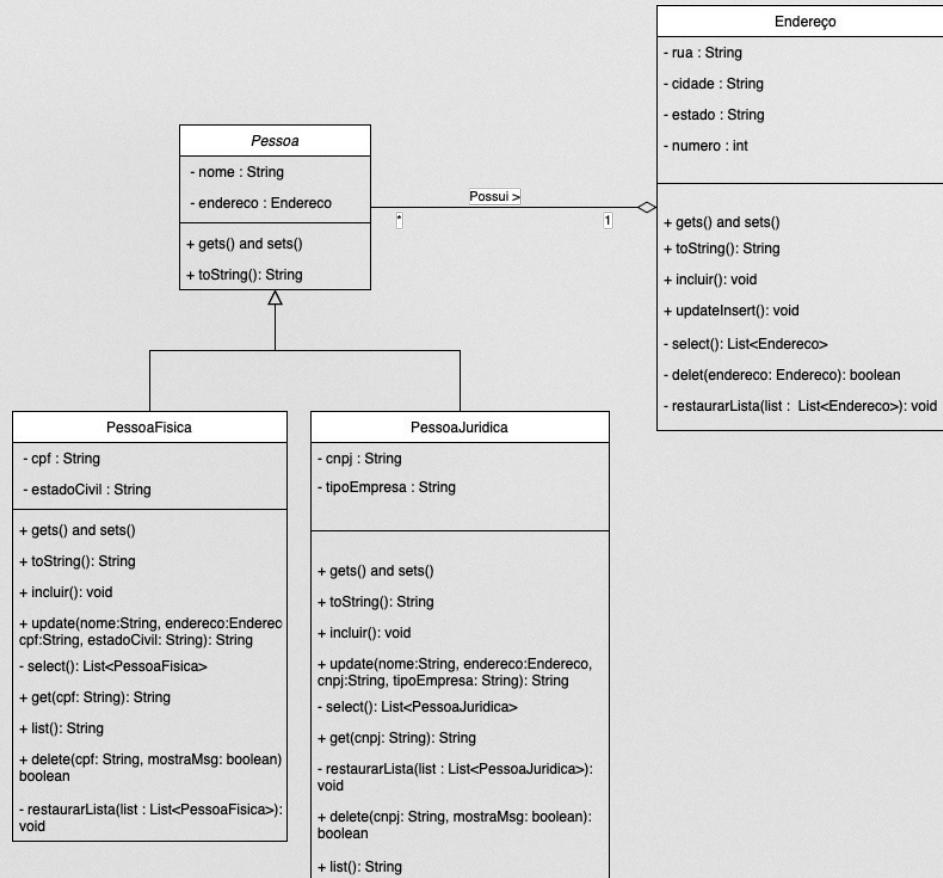 Endereço
- rua : String
- cidade : String
- estado : String
- numero : int
+ gets() and sets()
+ toString(): String
+ incluir(): void
+ updateInsert(): void
- select(): List<Endereco>
- delet(endereco: Endereco): boolean
- restaurarLista(list :  List<Endereco>): void
Pessoa
- nome : String
- endereco : Endereco
+ gets() and sets()
+ toString(): String
Possui >
*
1
PessoaFisica
- cpf : String
- estadoCivil : String
+ gets() and sets()
+ toString(): String
+ incluir(): void
+ update(nome:String, endereco:Enderec
cpf:String, estadoCivil: String): String
- select(): List<PessoaFisica>
+ get(cpf: String): String
+ list(): String
+ delete(cpf: String, mostraMsg: boolean)
boolean
- restaurarLista(list : List<PessoaFisica>):
void
PessoaJuridica
- cnpj : String
- tipoEmpresa : String
+ gets() and sets()
+ toString(): String
+ incluir(): void
+ update(nome:String, endereco:Endereco,
cnpj:String, tipoEmpresa: String): String
- select(): List<PessoaJuridica>
+ get(cnpj: String): String
- restaurarLista(list : List<PessoaJuridica>):
void
+ delete(cnpj: String, mostraMsg: boolean):
boolean
+ list(): String